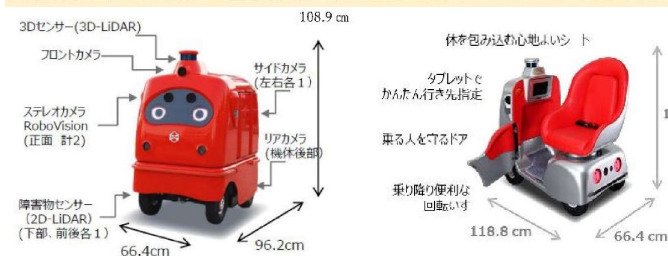 108.9 cm
3Dセンサー(3D-LiDAR)
フロントカメラ
サイドカメラ
(左右各１)
ステレオカメラ
RoboVision
(正面 計2)
リアカメラ
(機体後部)
障害物センサー
(2D-LiDAR)
(下部、前後各１)
66.4cm
96.2cm
体を包み込む心地よいシート
タブレットで
かんたん行き先指定
乗る人を守るドア
乗り降り便利な
回転いす
118.8 cm
66.4 cm